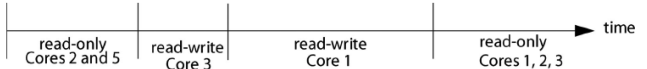 time
read-only
Cores 2 and 5
read-write
Core 3
read-write
Core 1
read-only
Cores 1, 2, 3